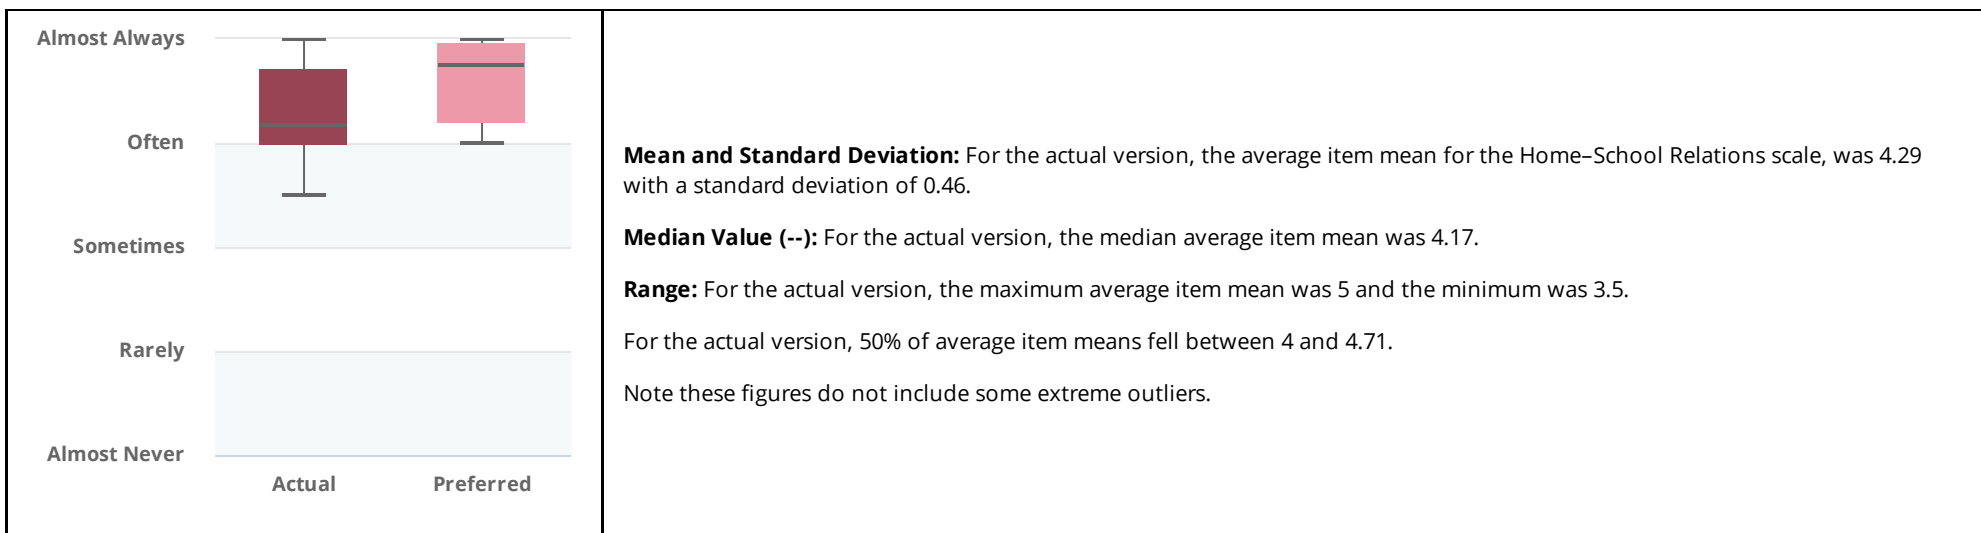 Almost Always
Often
Sometimes
Rarely
Almost Never
Actual
Preferred
Mean and Standard Deviation: For the actual version, the average item mean for the Home–School Relations scale, was 4.29
with a standard deviation of 0.46.
Median Value (--): For the actual version, the median average item mean was 4.17.
Range: For the actual version, the maximum average item mean was 5 and the minimum was 3.5.
For the actual version, 50% of average item means fell between 4 and 4.71.
Note these figures do not include some extreme outliers.